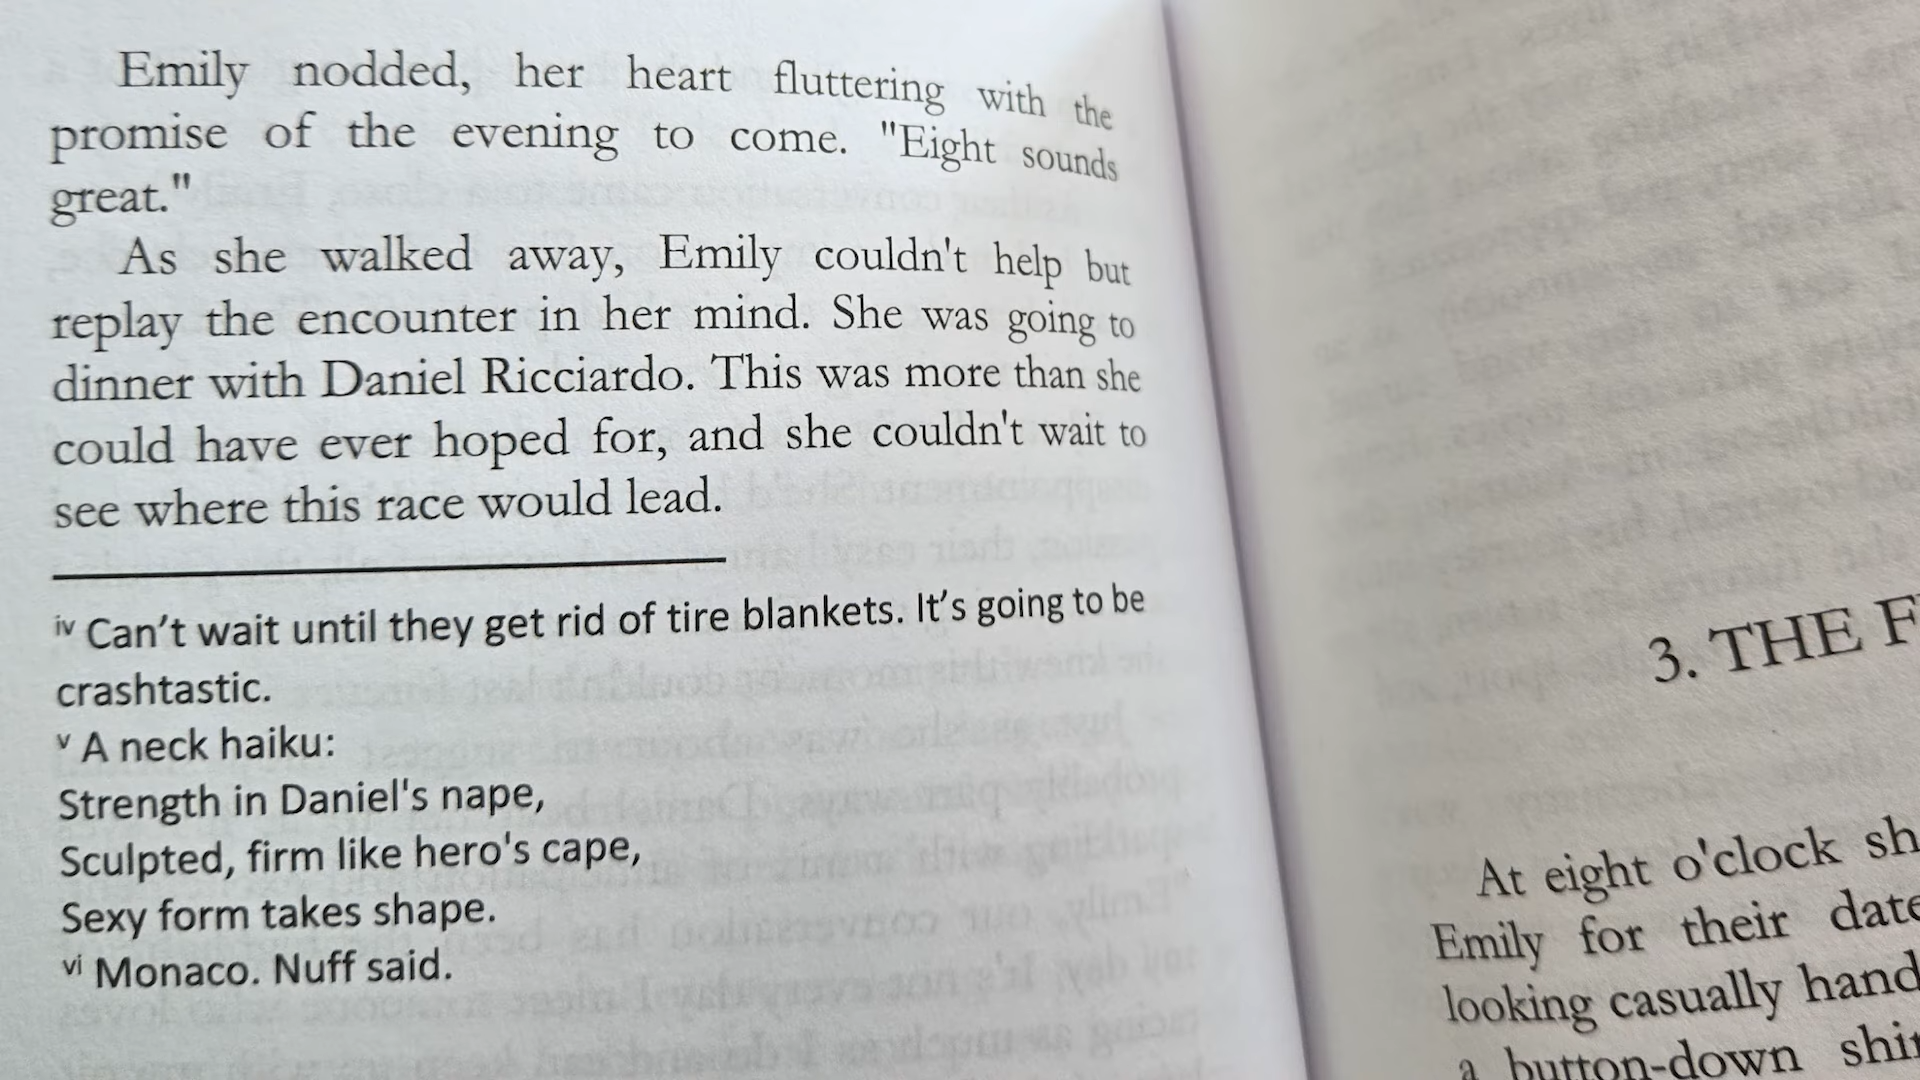 Emily nodded, her heart fluttering with the
promise of the evening to come. "Eight sounds
great."
As she walked away, Emily couldn't help but
replay the encounter in her mind. She was going to
dinner with Daniel Ricciardo. This was more than she
could have ever hoped for, and she couldn't wait to
see where this race would lead.
iv Can't wait until they get rid of tire blankets. It's going to be
crashtastic.
v A neck haiku:
Strength in Daniel's nape,
Sculpted, firm like hero's cape,
Sexy form takes shape.
vi Monaco. Nuff said.
3. THE F
At eight o'clock sh
Emily for their date
looking casually hand
a button-down shir